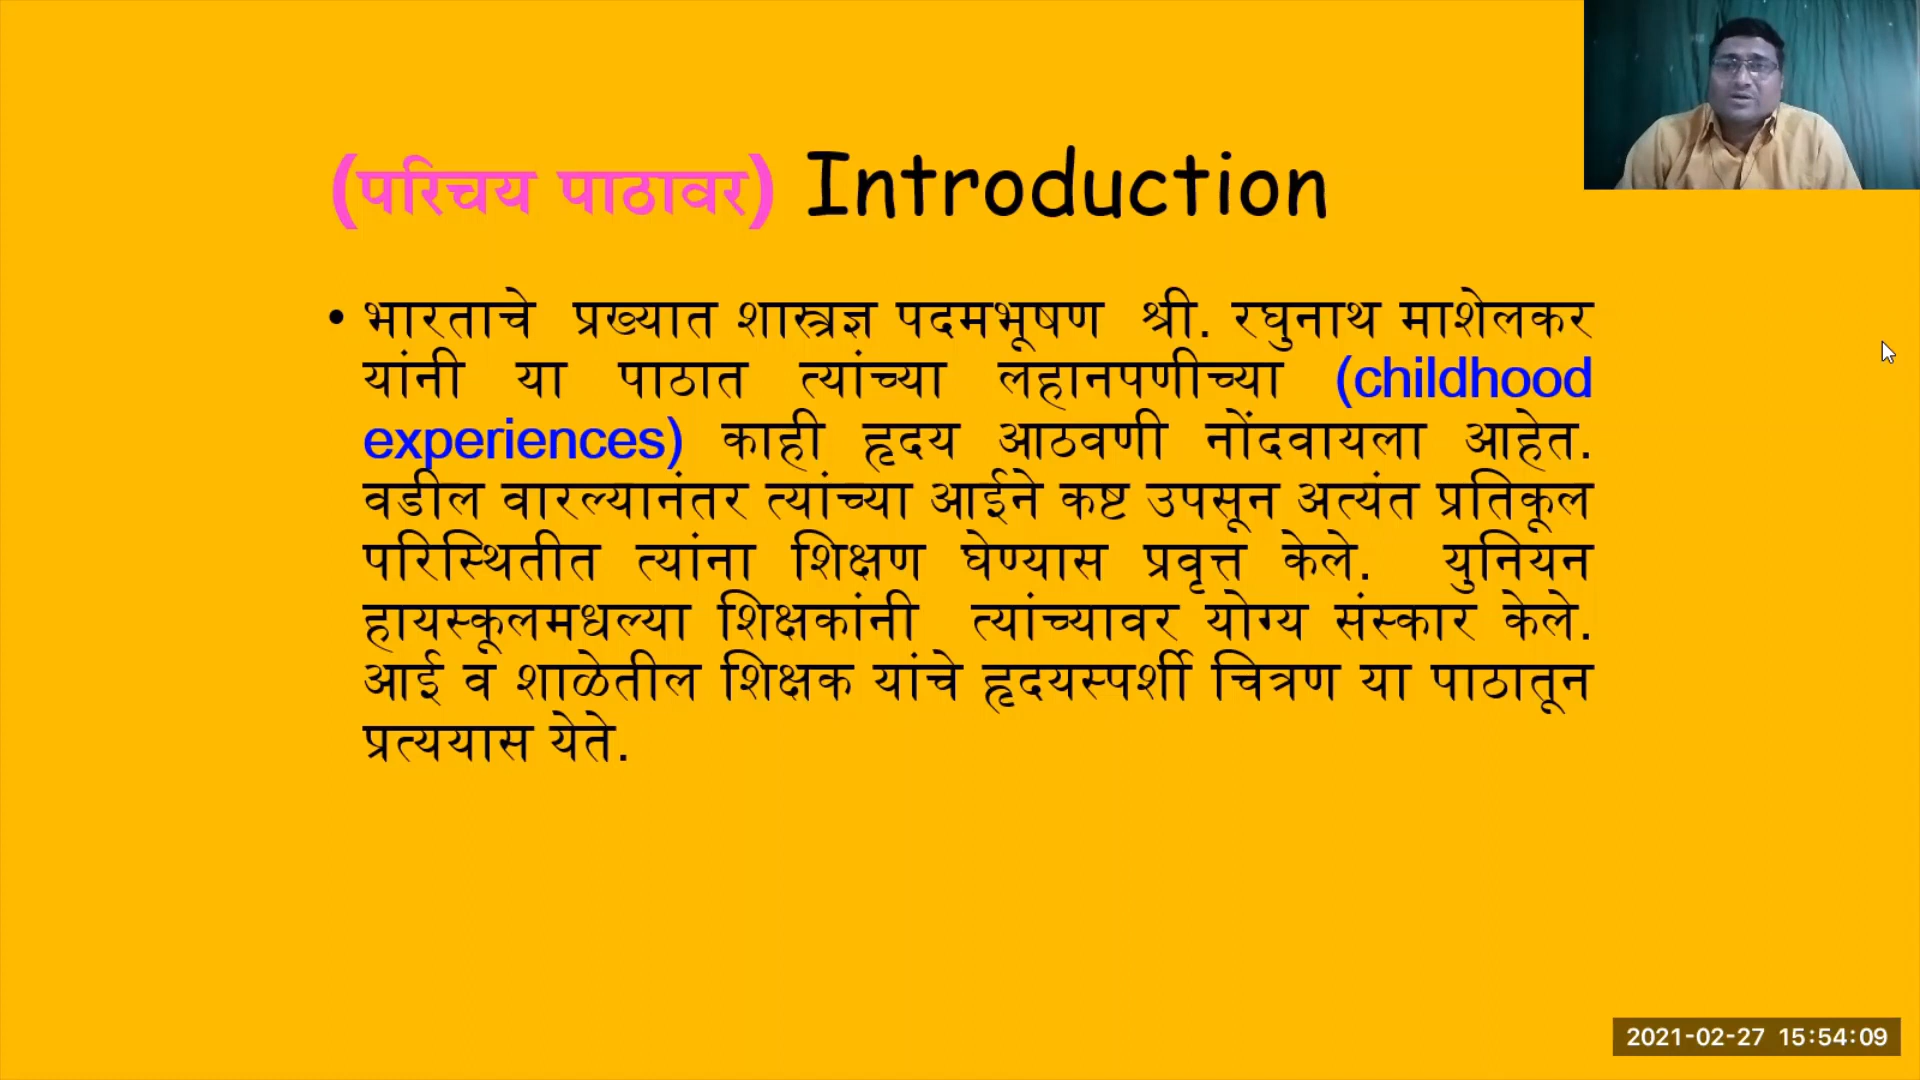 (परिचय पाठावर) Introduction
• भारताचे प्रख्यात शास्त्रज्ञ पदमभूषण श्री. रघुनाथ माशेलकर
यांनी या पाठात त्यांच्या लहानपणीच्या (childhood
experiences) काही हृदय आठवणी नोंदवायला आहेत.
वडील वारल्यानंतर त्यांच्या आईने कष्ट उपसून अत्यंत प्रतिकूल
परिस्थितीत त्यांना शिक्षण घेण्यास प्रवृत्त केले. युनियन
हायस्कूलमधल्या शिक्षकांनी त्यांच्यावर योग्य संस्कार केले.
आई व शाळेतील शिक्षक यांचे हृदयस्पर्शी चित्रण या पाठातून
प्रत्ययास येते.
2021-02-27 15:54:09